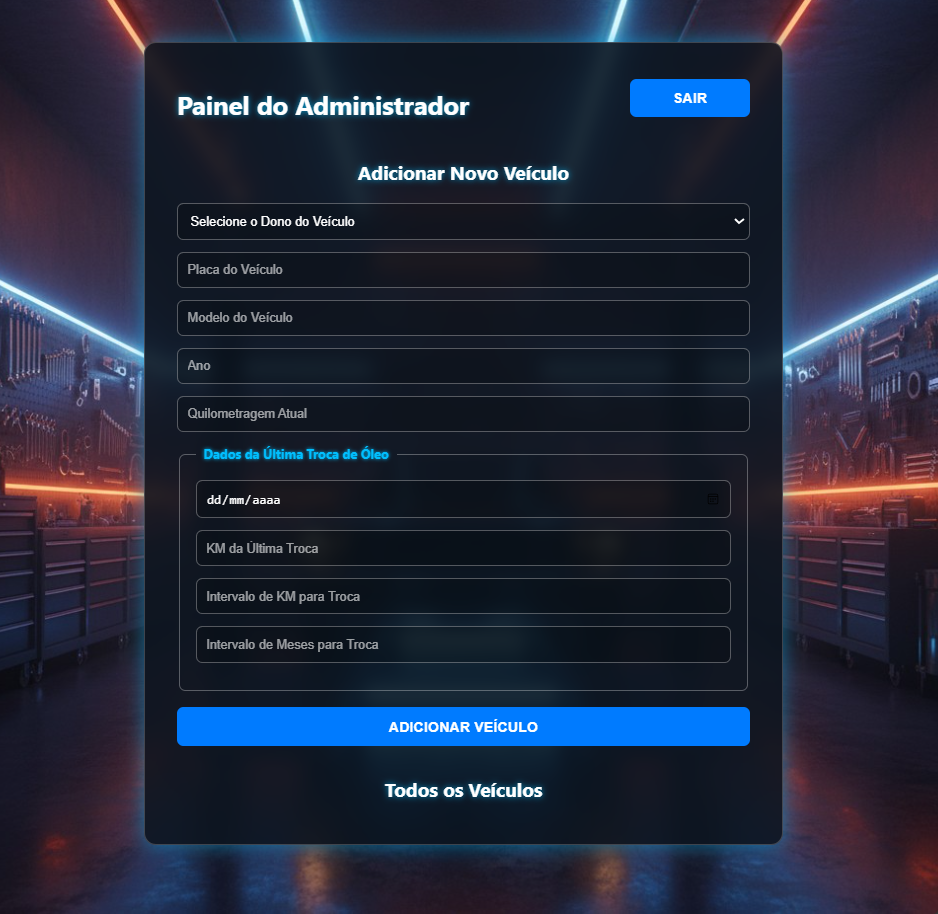 Painel do Administrador
SAIR
Adicionar Novo Veículo
Selecione o Dono do Veículo
Placa do Veículo
Modelo do Veículo
Ano
Quilometragem Atual
Dados da Última Troca de Óleo
dd/mm/aaaa
KM da Última Troca
Intervalo de KM para Troca
Intervalo de Meses para Troca
ADICIONAR VEÍCULO
Todos os Veículos